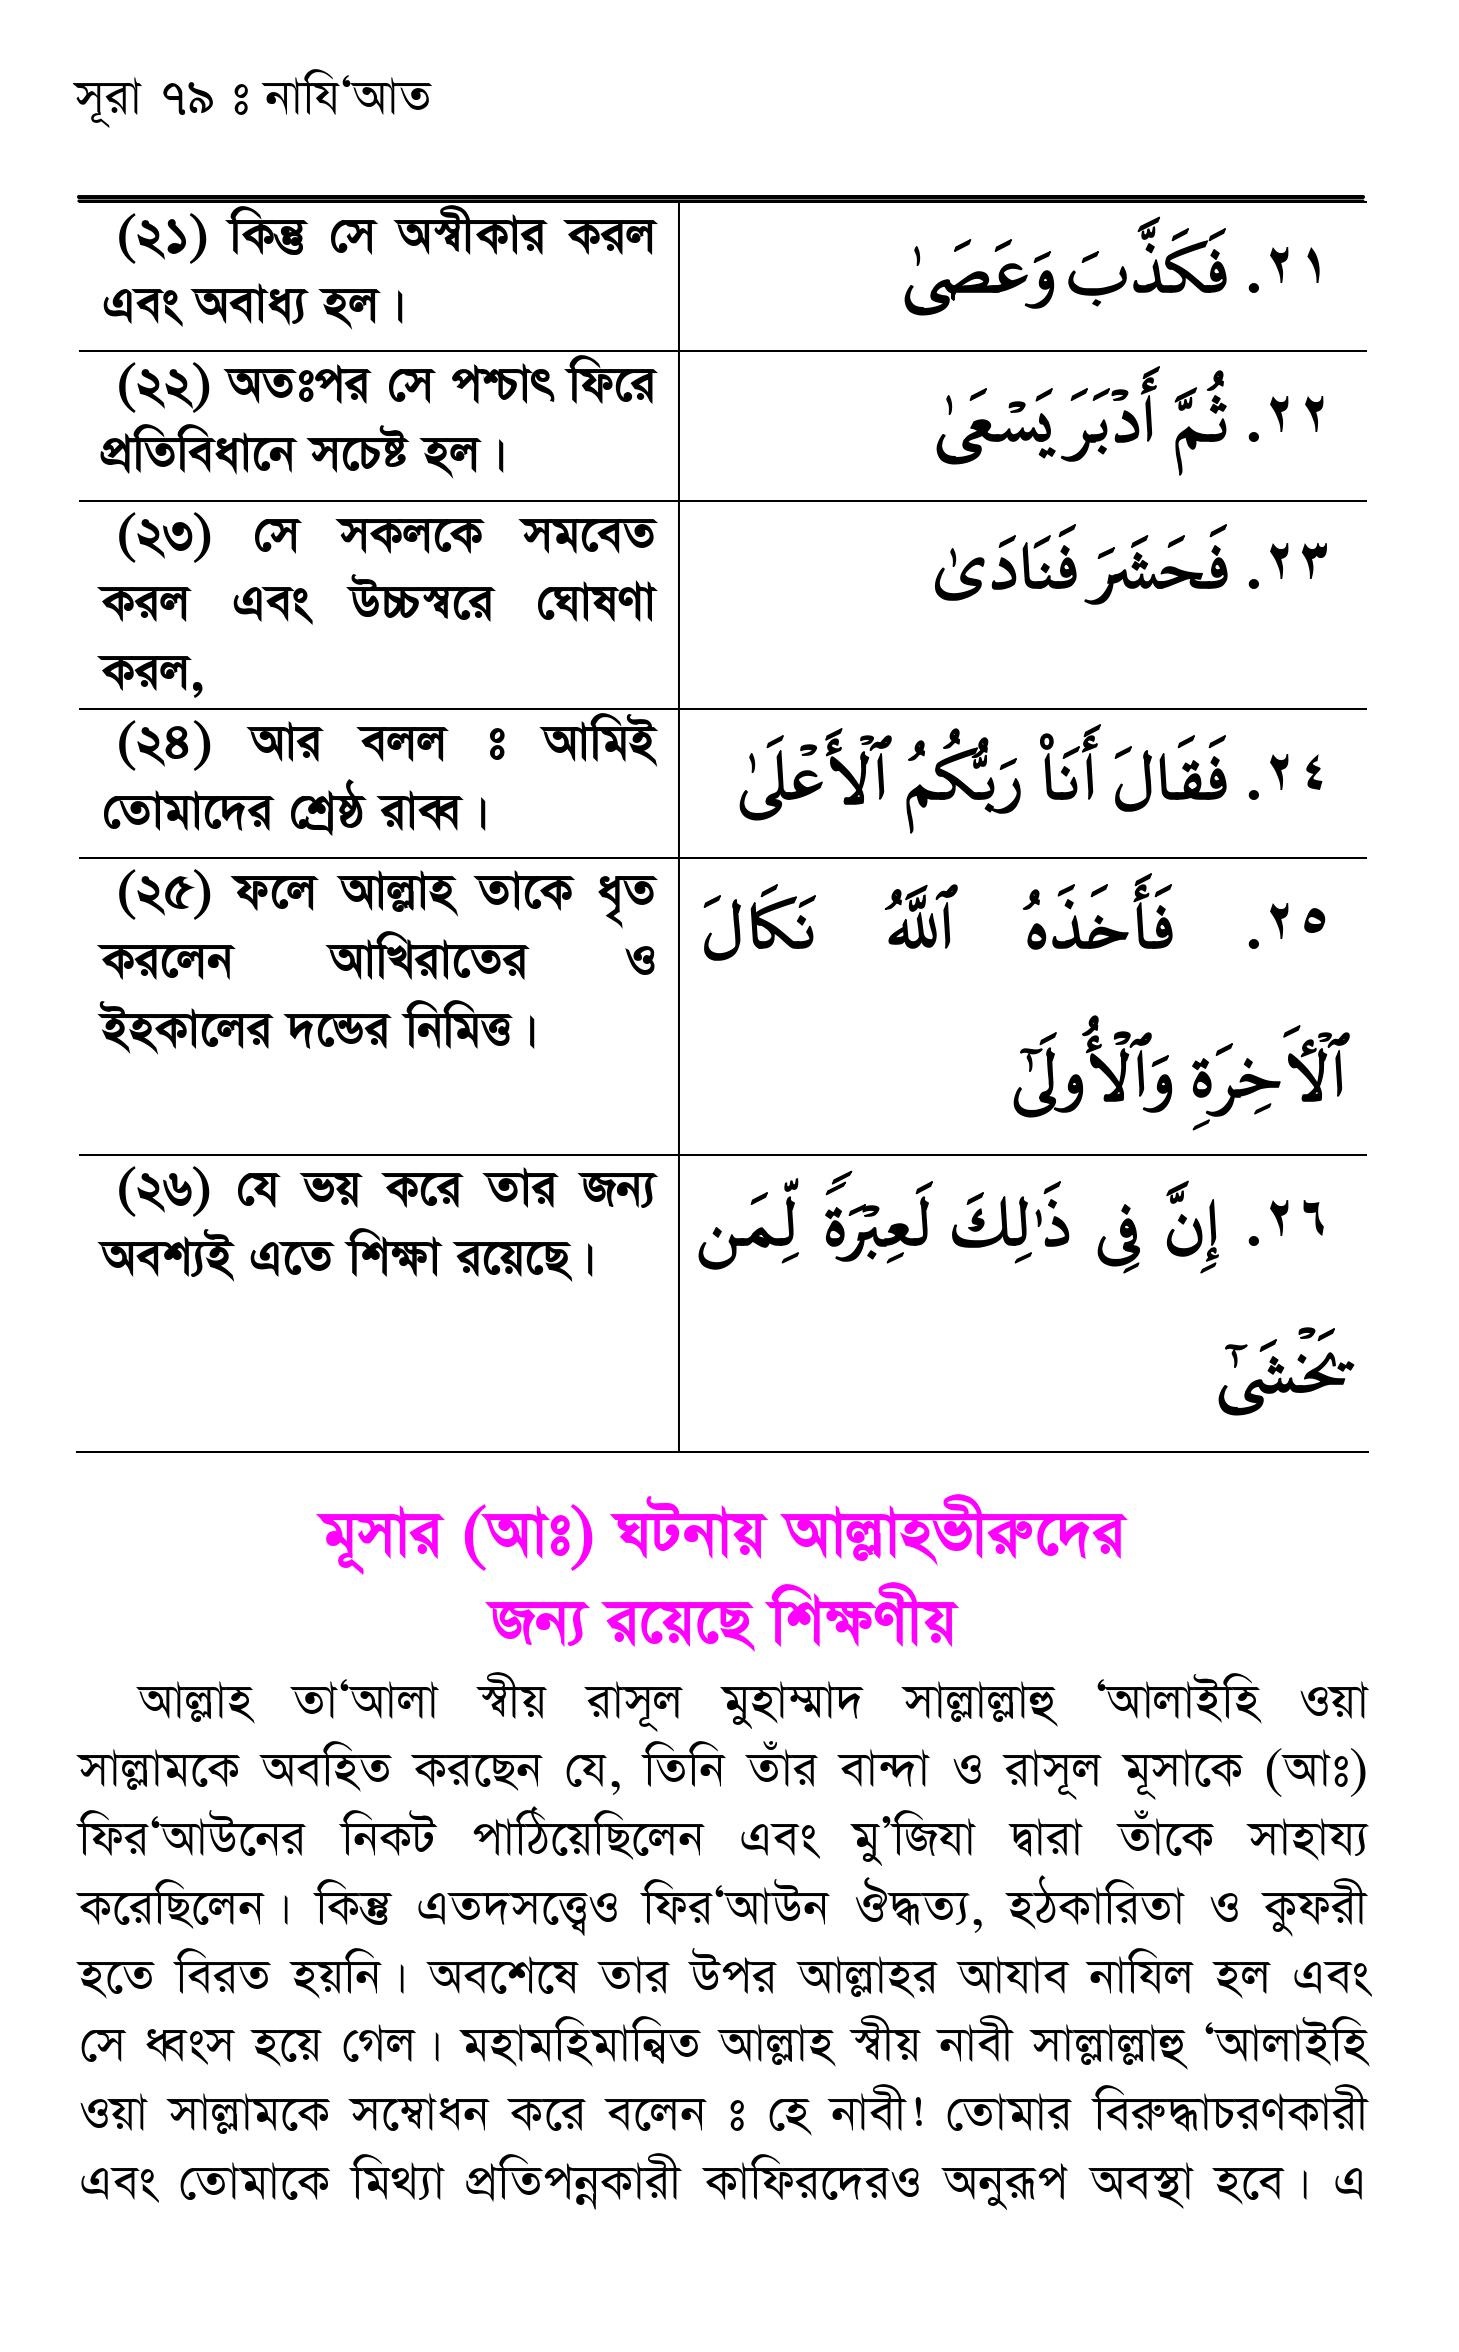 সূরা ৭৯ ঃ নাযি‘আত
(২১) কিন্তু সে অস্বীকার করল
এবং অবাধ্য হল।
٢١. فَكَذَّبَ وَعَصَىٰ
(২২) অতঃপর সে পশ্চাৎ ফিরে
প্রতিবিধানে সচেষ্ট হল।
٢٢. ثُمَّ أَدْبَرَ يَسْعَىٰ
(২৩) সে সকলকে সমবেত
করল এবং উচ্চস্বরে ঘোষণা
করল,
٢٣. فَحَشَرَ فَنَادَىٰ
(২৪) আর বলল ঃ আমিই
তোমাদের শ্রেষ্ঠ রাব্ব।
٢٤. فَقَالَ أَنَا۠ رَبُّكُمُ ٱلْأَعْلَىٰ
(২৫) ফলে আল্লাহ তাকে ধৃত
করলেন আখিরাতের ও
ইহকালের দন্ডের নিমিত্ত।
٢٥. فَأَخَذَهُ ٱللَّهُ نَكَالَ
ٱلْأَخِرَةِ وَٱلْأُولَىٰٓ
(২৬) যে ভয় করে তার জন্য
অবশ্যই এতে শিক্ষা রয়েছে।
٢٦. إِنَّ فِى ذَٰلِكَ لَعِبْرَةً لِّمَن
يَخْشَىٰٓ
মূসার (আঃ) ঘটনায় আল্লাহভীরুদের
জন্য রয়েছে শিক্ষণীয়
আল্লাহ তা‘আলা স্বীয় রাসূল মুহাম্মাদ সাল্লাল্লাহু ‘আলাইহি ওয়া
সাল্লামকে অবহিত করছেন যে, তিনি তাঁর বান্দা ও রাসূল মূসাকে (আঃ)
ফির‘আউনের নিকট পাঠিয়েছিলেন এবং মু’জিযা দ্বারা তাঁকে সাহায্য
করেছিলেন। কিন্তু এতদসত্ত্বেও ফির‘আউন ঔদ্ধত্য, হঠকারিতা ও কুফরী
হতে বিরত হয়নি। অবশেষে তার উপর আল্লাহর আযাব নাযিল হল এবং
সে ধ্বংস হয়ে গেল। মহামহিমান্বিত আল্লাহ স্বীয় নাবী সাল্লাল্লাহু ‘আলাইহি
ওয়া সাল্লামকে সম্বোধন করে বলেন ঃ হে নাবী! তোমার বিরুদ্ধাচরণকারী
এবং তোমাকে মিথ্যা প্রতিপন্নকারী কাফিরদেরও অনুরূপ অবস্থা হবে। এ